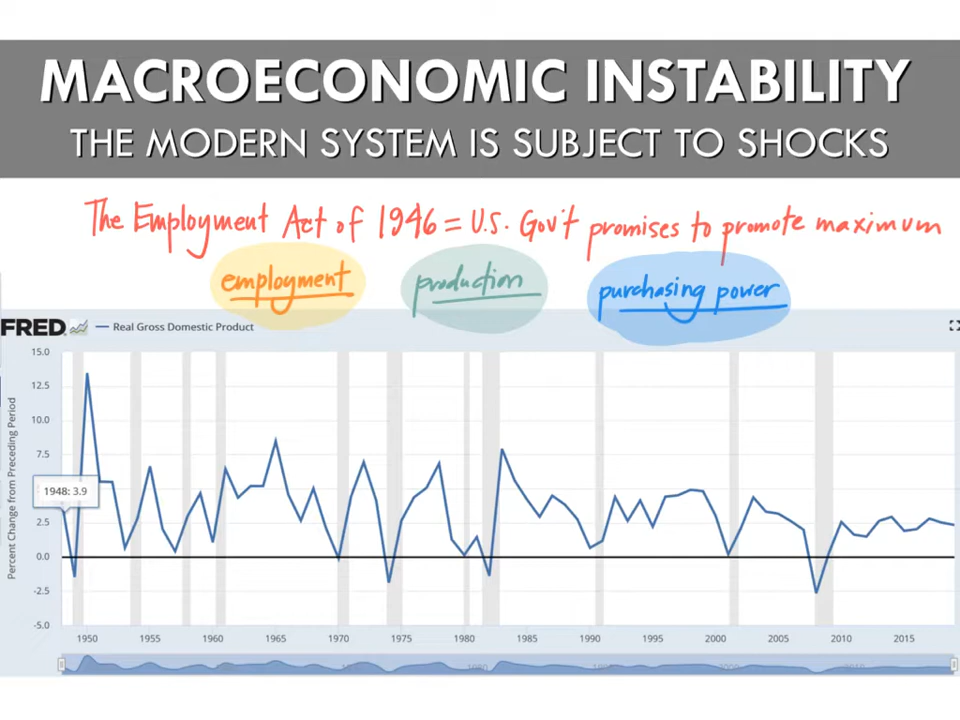 MACROECONOMIC INSTABILITY
THE MODERN SYSTEM IS SUBJECT TO SHOCKS
The Employment Act of 1946 = U.S. Gov't promises to promote maximum
employment production purchasing power
FRED Real Gross Domestic Product
Percent Change from Preceding Period
15.0
12.5
10.0
7.5
1948: 3.9
2.5
0.0
-2.5
-5.0
1950 1955 1960 1965 1970 1975 1980 1985 1990 1995 2000 2005 2010 2015
1980 2000 2010